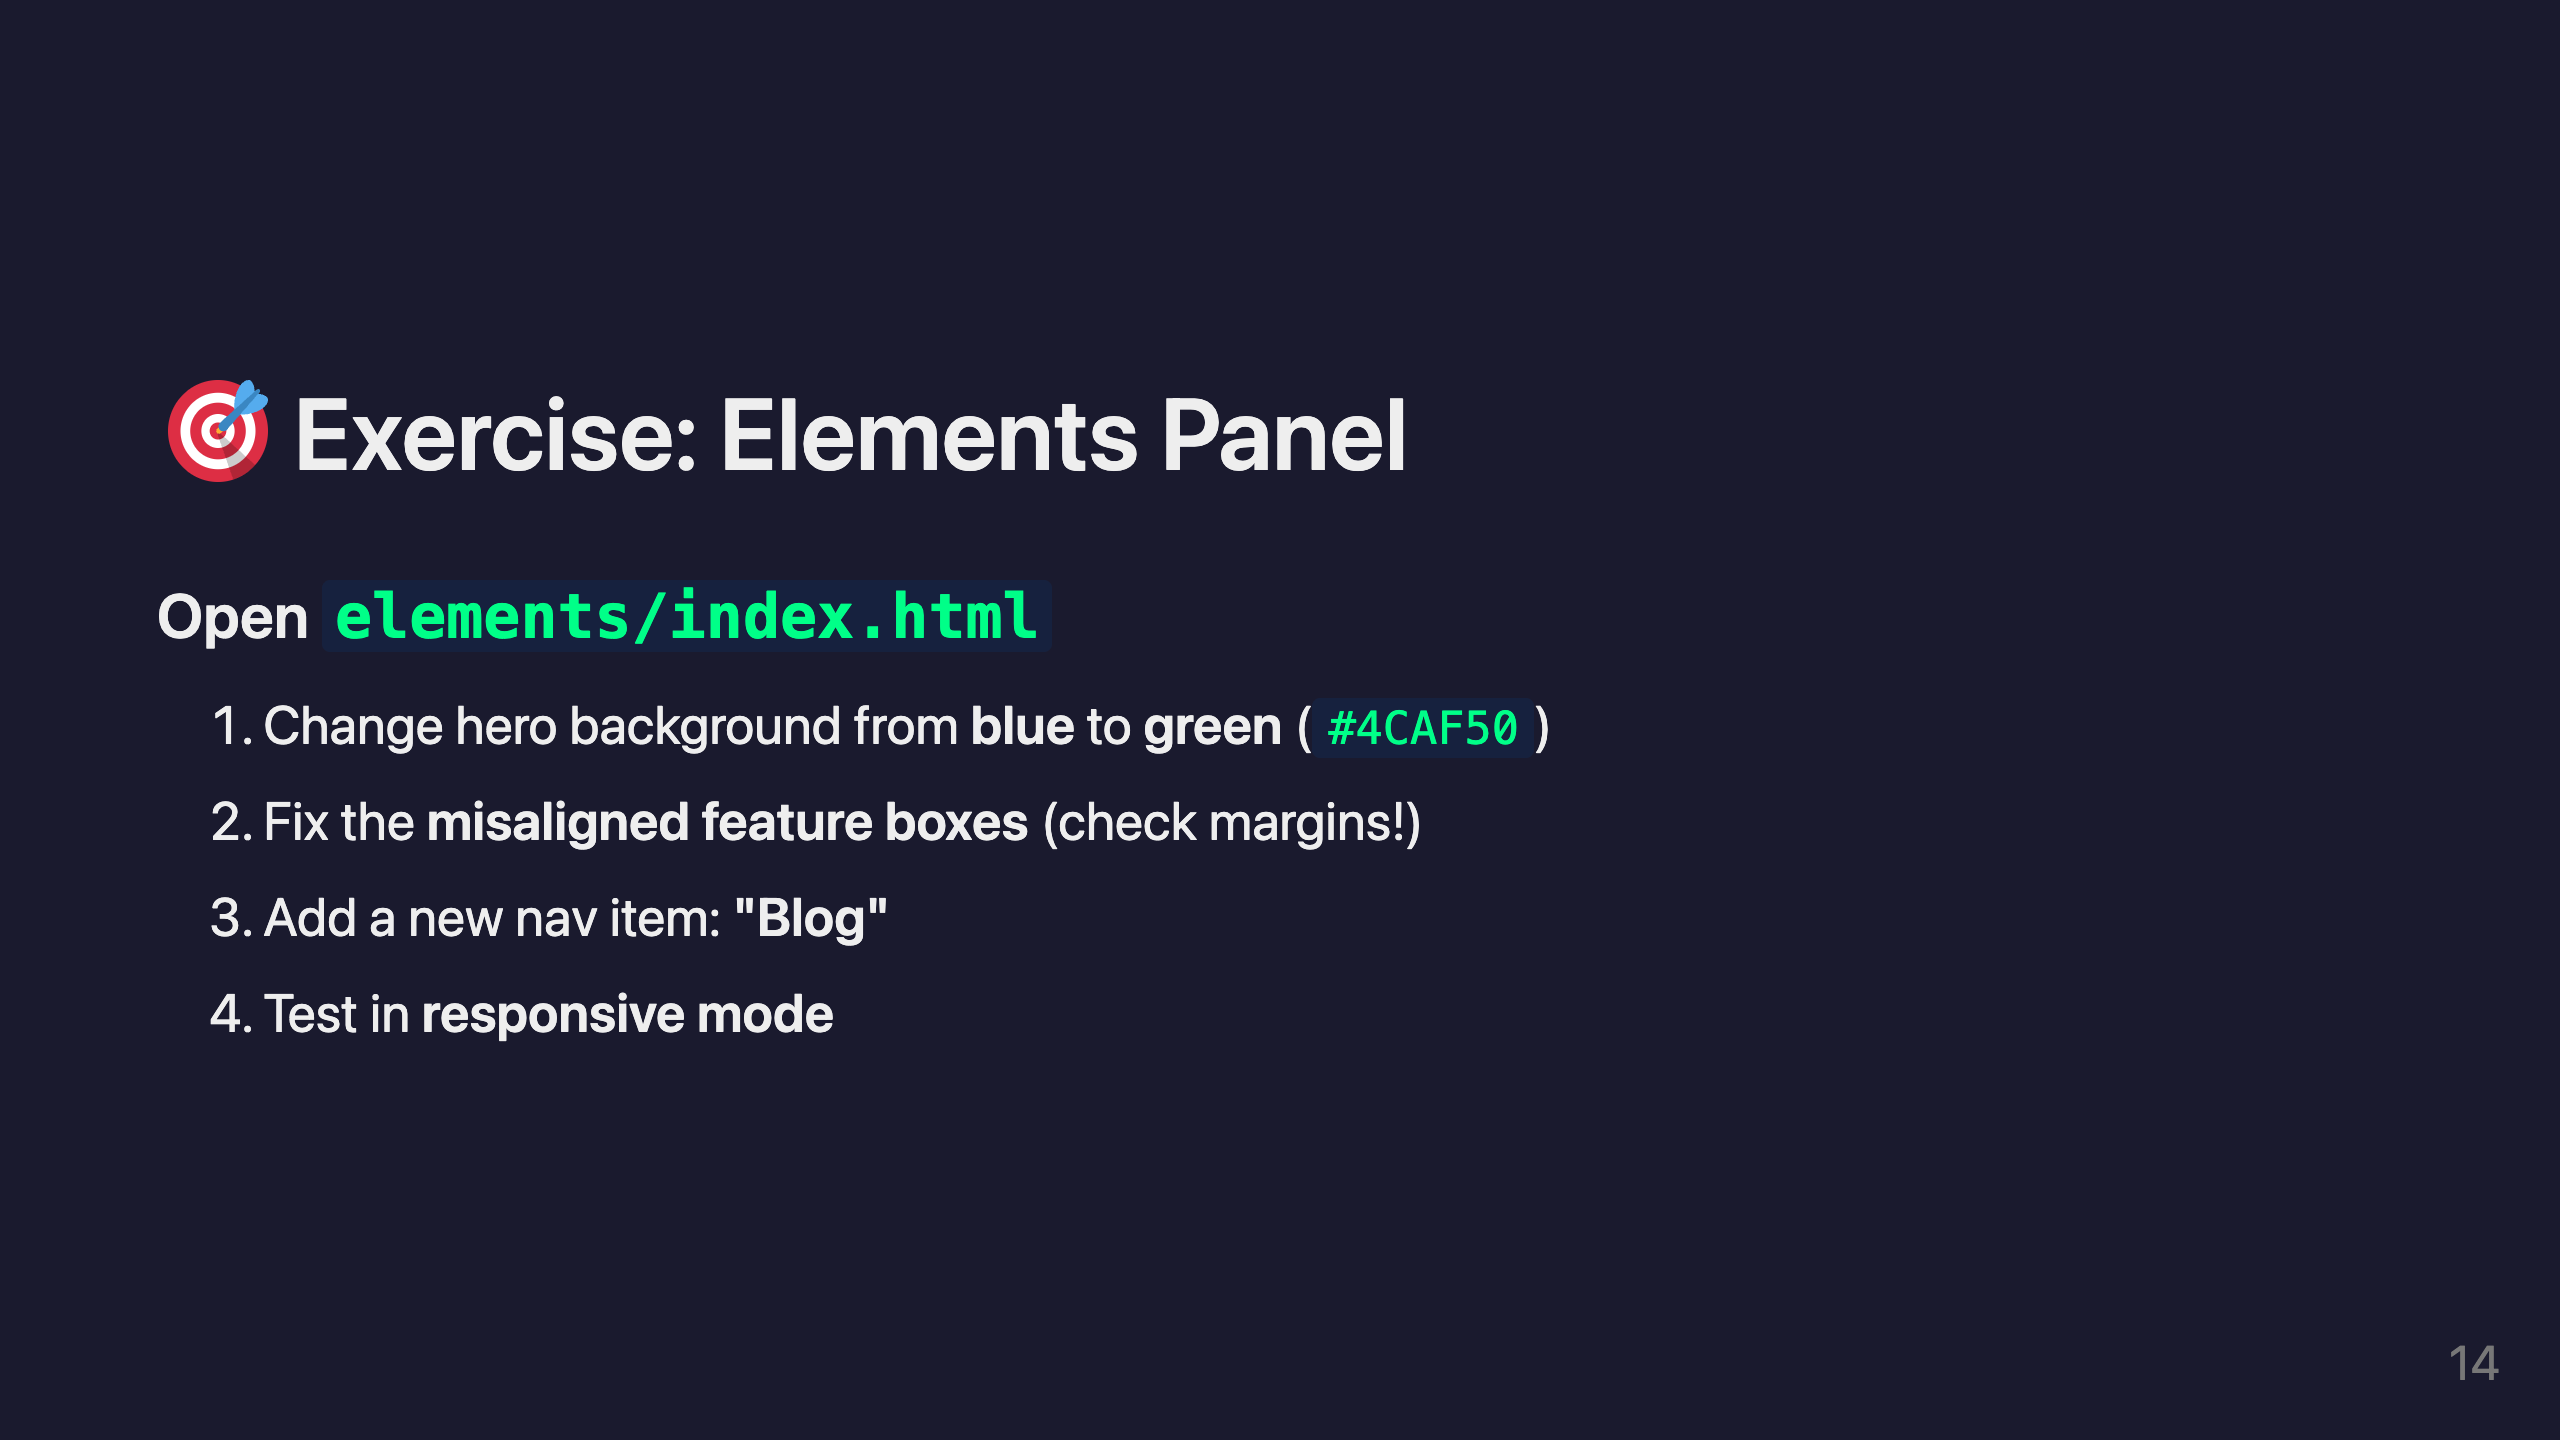 🎯 Exercise: Elements Panel
Open elements/index.html
1. Change hero background from blue to green ( #4CAF50 )
2. Fix the misaligned feature boxes (check margins!)
3. Add a new nav item: "Blog"
4. Test in responsive mode
14